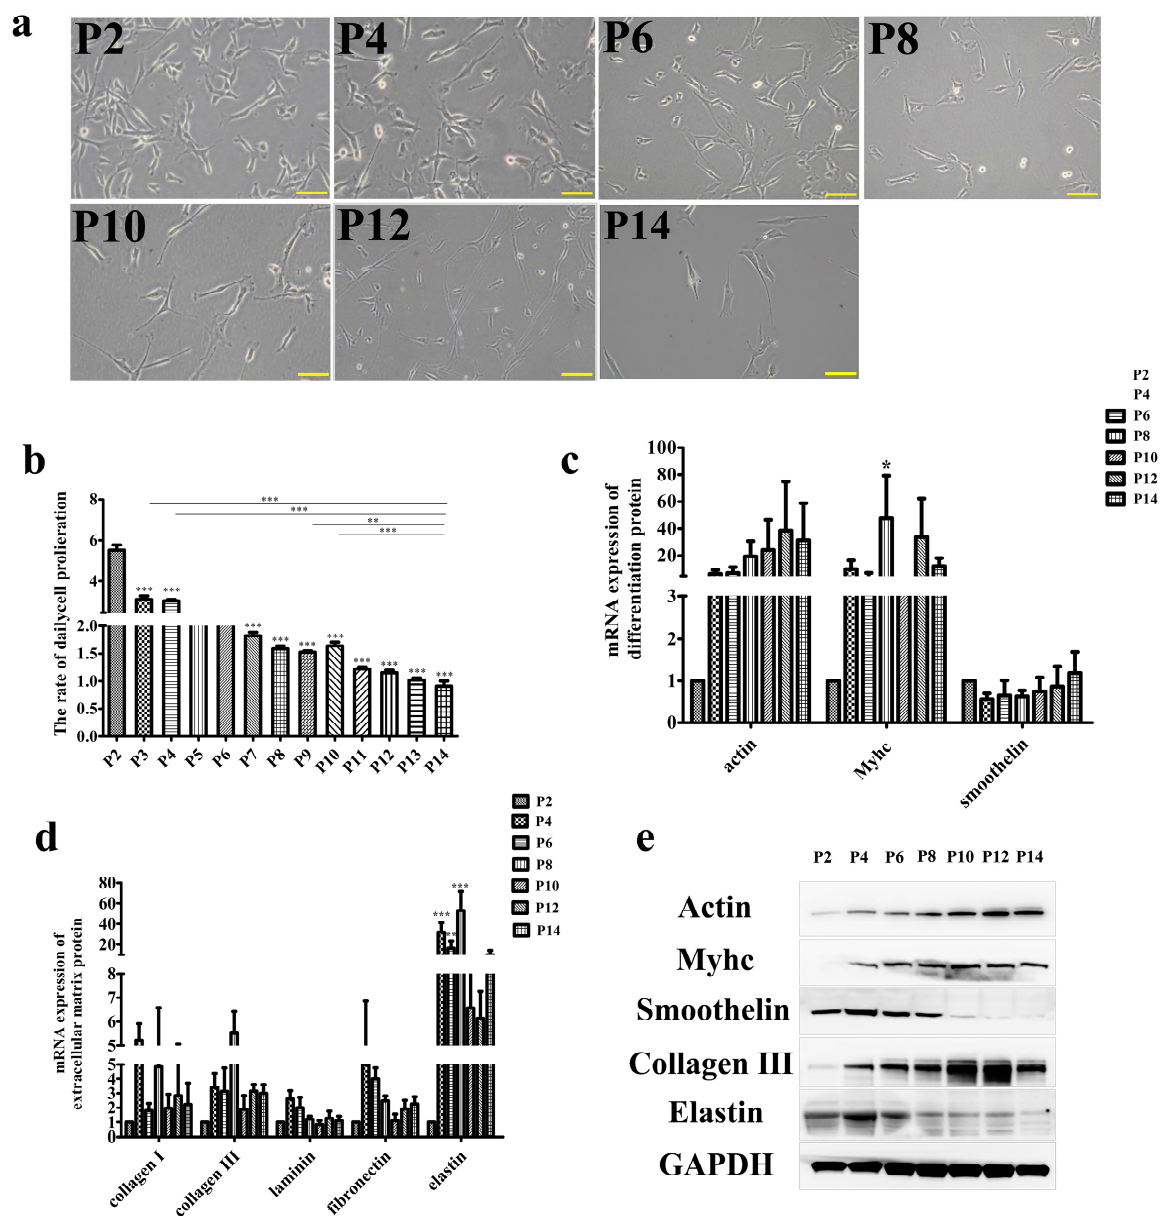 a
P2 P4 P6 P8
P10 P12 P14
b
The rate of dailycell prolieration
8
6
4
2.0
1.5
1.0
0.5
0.0
***
***
**
***
*** *** *** *** *** *** *** *** *** ***
P2 P3 P4 P5 P6 P7 P8 P9 P10 P11 P12 P13 P14
c
mRNA expression of
differentiation protein
100
80
60
40
20
3
2
1
0
*
actin Myhc smoothelin
P2
P4
P6
P8
P10
P12
P14
d
mRNA expression of
extracellular matrix protein
80
60
40
20
8
7
6
5
5
4
3
2
1
0
*** ** ***
collagen I collagen III laminin fibronectin elastin
P2
P4
P6
P8
P10
P12
P14
e
P2 P4 P6 P8 P10 P12 P14
Actin
Myhc
Smoothelin
Collagen III
Elastin
GAPDH